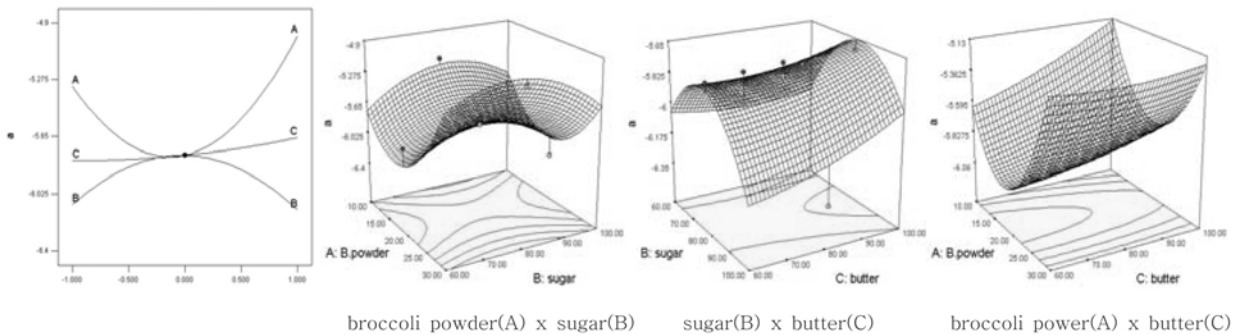 -4.9
-5.275
-5.65
-6.025
-6.4
a
A
A
C
C
B
B
-1.000
-0.500
0.000
0.500
1.000
-4.9
-5.275
-5.65
-6.025
-6.4
a
10.00
15.00
20.00
25.00
30.00
A: B.powder
60.00
70.00
80.00
90.00
100.00
B: sugar
-5.65
-5.825
-6
-6.175
-6.35
a
60.00
70.00
80.00
90.00
100.00
B: sugar
60.00
70.00
80.00
90.00
100.00
C: butter
-5.13
-5.3625
-5.595
-5.8275
-6.06
a
10.00
15.00
20.00
25.00
30.00
A: B.powder
60.00
70.00
80.00
90.00
100.00
C: butter
broccoli powder(A) x sugar(B)
sugar(B) x butter(C)
broccoli power(A) x butter(C)